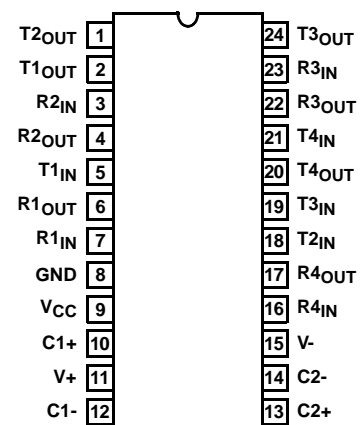 T2OUT 1 24 T3OUT
T1OUT 2 23 R3IN
R2IN 3 22 R3OUT
R2OUT 4 21 T4IN
T1IN 5 20 T4OUT
R1OUT 6 19 T3IN
R1IN 7 18 T2IN
GND 8 17 R4OUT
VCC 9 16 R4IN
C1+ 10 15 V-
V+ 11 14 C2-
C1- 12 13 C2+